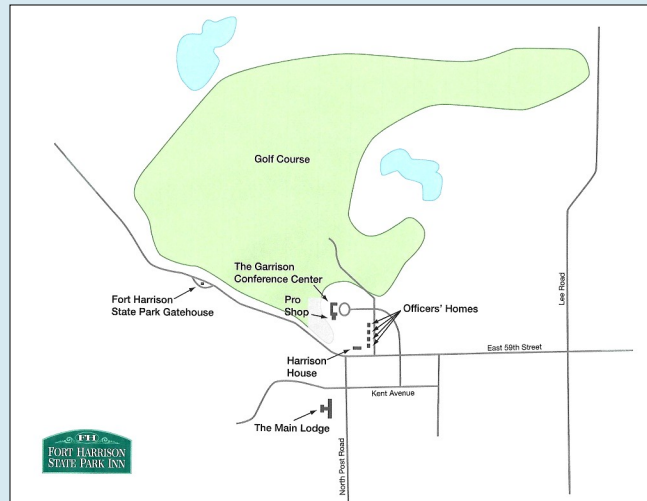 Golf Course
The Garrison
Conference Center
Pro
Shop
Officers' Homes
Fort Harrison
State Park Gatehouse
Lee Road
East 59th Street
Harrison
House
Kent Avenue
The Main Lodge
North Post Road
FH
FORT HARRISON
STATE PARK INN